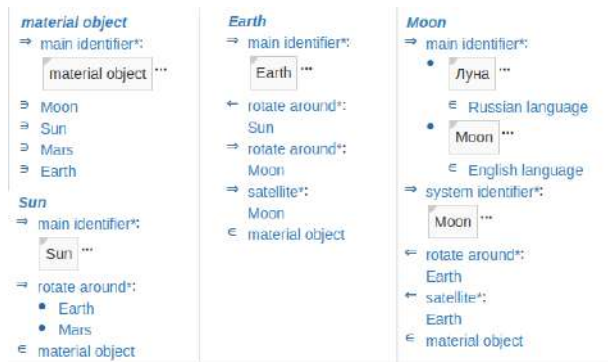 material object
⇒ main identifier*:
material object ...
∋ Moon
∋ Sun
∋ Mars
∋ Earth
Sun
⇒ main identifier*:
Sun ...
⇒ rotate around*:
• Earth
• Mars
∈ material object
Earth
⇒ main identifier*:
Earth ...
⇐ rotate around*:
Sun
⇒ rotate around*:
Moon
⇒ satellite*:
Moon
∈ material object
Moon
⇒ main identifier*:
• Луна ...
∈ Russian language
• Moon ...
∈ English language
⇒ system identifier*:
Moon ...
⇐ rotate around*:
Earth
⇐ satellite*:
Earth
∈ material object